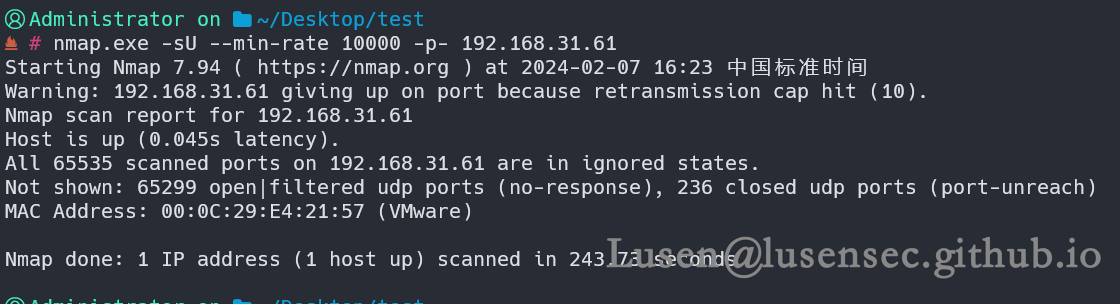 Administrator on ~/Desktop/test
# nmap.exe -sU --min-rate 10000 -p- 192.168.31.61
Starting Nmap 7.94 ( https://nmap.org ) at 2024-02-07 16:23 中国标准时间
Warning: 192.168.31.61 giving up on port because retransmission cap hit (10).
Nmap scan report for 192.168.31.61
Host is up (0.045s latency).
All 65535 scanned ports on 192.168.31.61 are in ignored states.
Not shown: 65299 open|filtered udp ports (no-response), 236 closed udp ports (port-unreach)
MAC Address: 00:0C:29:E4:21:57 (VMware)
Nmap done: 1 IP address (1 host up) scanned in 243.73 seconds
Lusen@lusensec.github.io
Administrator on ~/Desktop/test